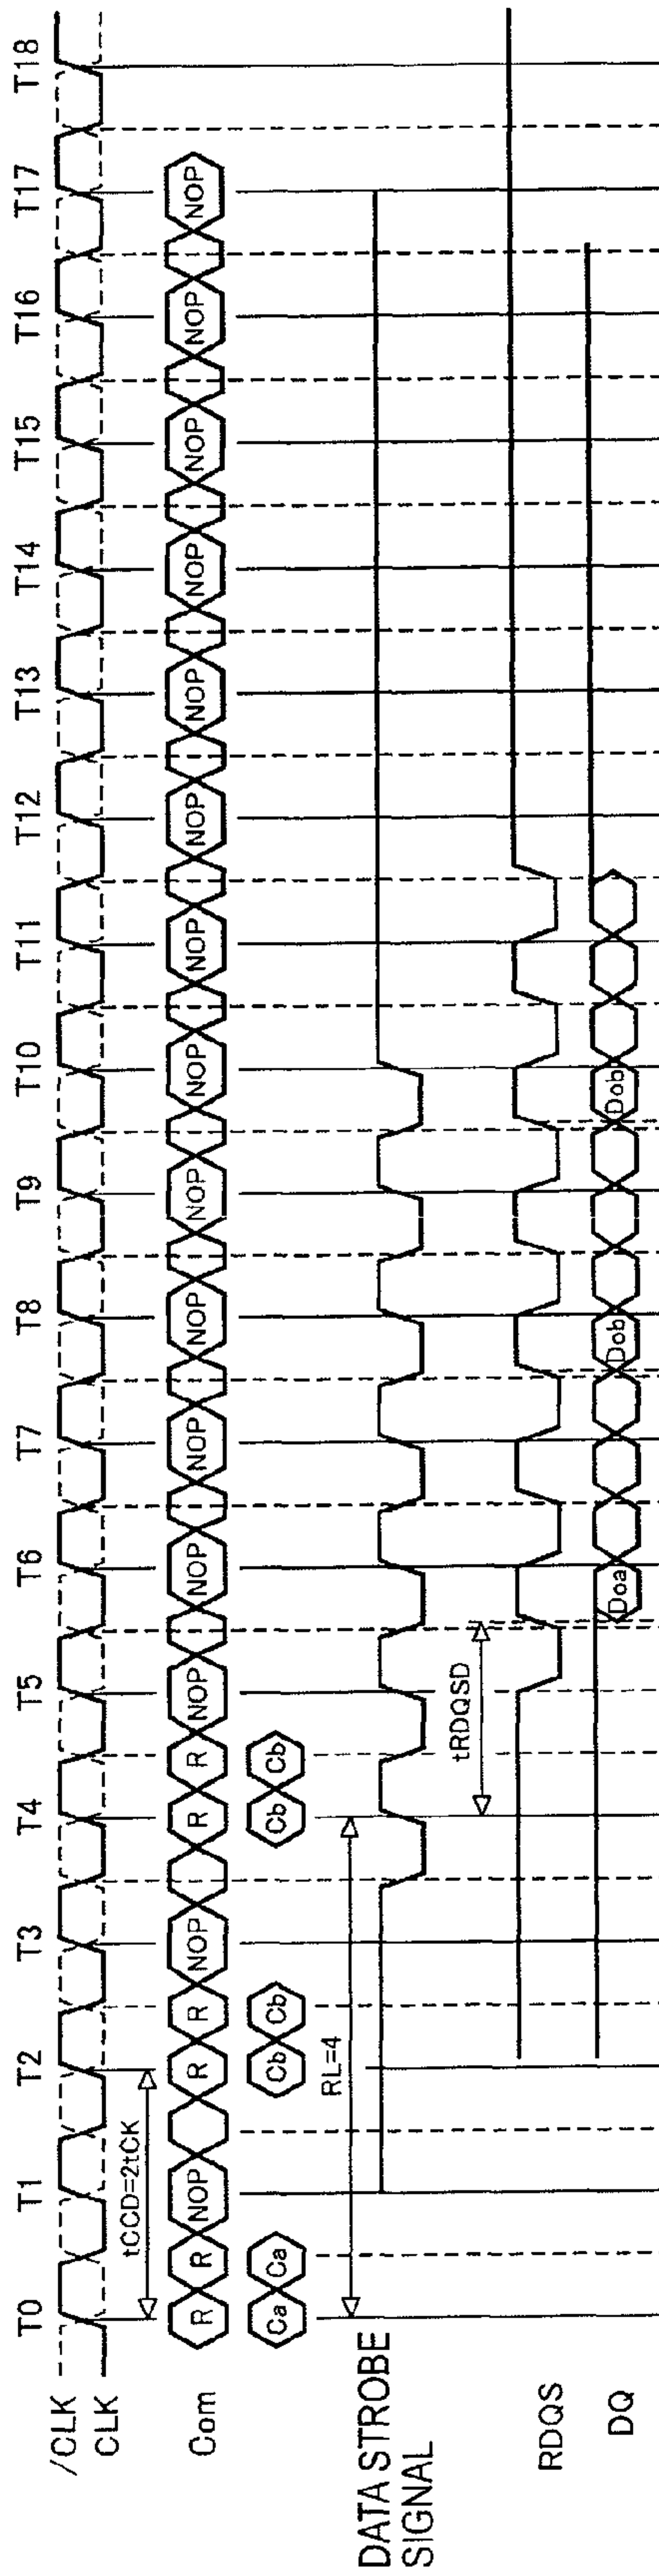 T0 T1 T2 T3 T4 T5 T6 T7 T8 T9 T10 T11 T12 T13 T14 T15 T16 T17 T18
/CLK
CLK
tCCD=2tCK
Com R R NOP R R NOP R R NOP NOP NOP NOP NOP NOP NOP NOP NOP NOP NOP NOP NOP NOP NOP
Ca Ca Cb Cb Cb Cb
RL=4
DATA STROBE
SIGNAL
tRDQSD
RDQS
DQ Doa Dob Dob